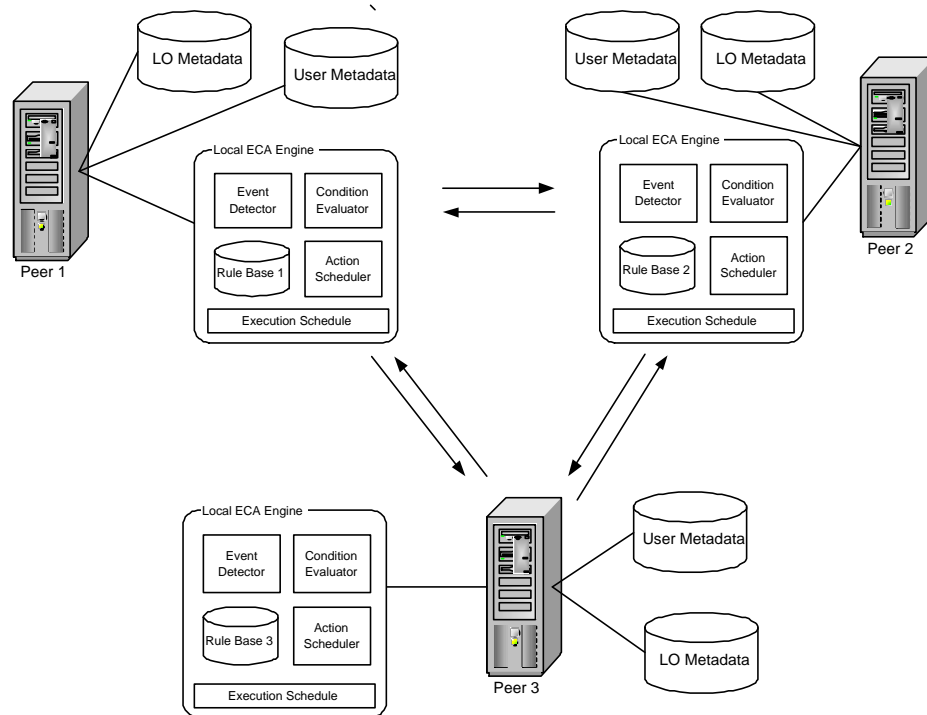 LO Metadata
User Metadata
Peer 1
Local ECA Engine
Event
Detector
Condition
Evaluator
Rule Base 1
Action
Scheduler
Execution Schedule
User Metadata
LO Metadata
Peer 2
Local ECA Engine
Event
Detector
Condition
Evaluator
Rule Base 2
Action
Scheduler
Execution Schedule
Local ECA Engine
Event
Detector
Condition
Evaluator
Rule Base 3
Action
Scheduler
Execution Schedule
Peer 3
User Metadata
LO Metadata